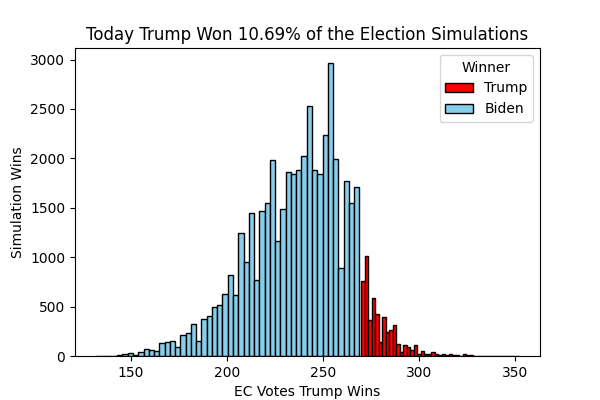 Today Trump Won 10.69% of the Election Simulations
3000
2500
2000
1500
1000
500
0
Simulation Wins
Winner
Trump
Biden
150
200
250
300
350
EC Votes Trump Wins